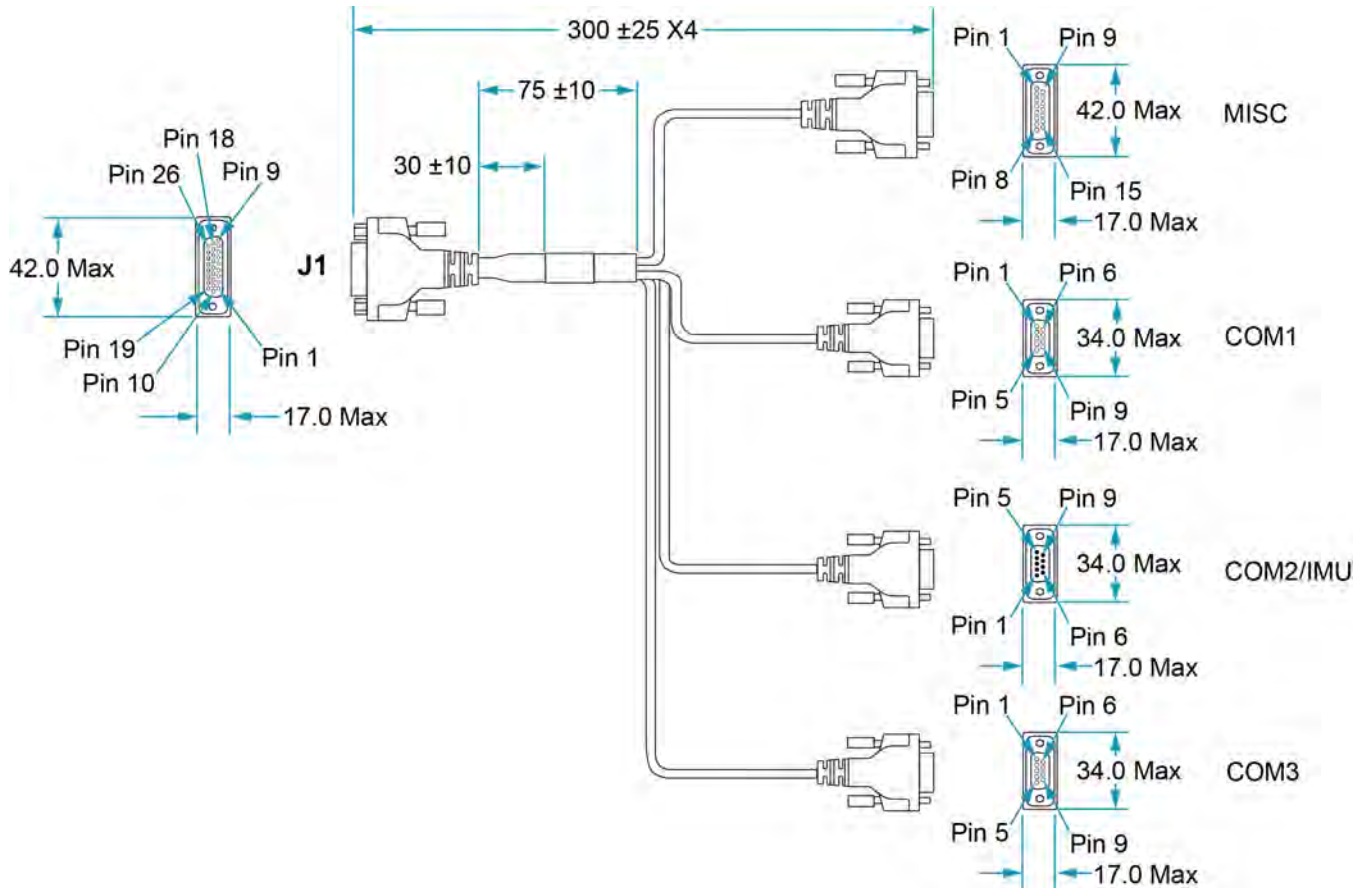 300 ±25 X4
75 ±10
30 ±10
Pin 18
Pin 26
Pin 9
42.0 Max
J1
Pin 19
Pin 10
Pin 1
17.0 Max
Pin 1
Pin 9
42.0 Max
MISC
Pin 8
Pin 15
17.0 Max
Pin 1
Pin 6
34.0 Max
COM1
Pin 5
Pin 9
17.0 Max
Pin 5
Pin 9
34.0 Max
COM2/IMU
Pin 1
Pin 6
17.0 Max
Pin 1
Pin 6
34.0 Max
COM3
Pin 5
Pin 9
17.0 Max